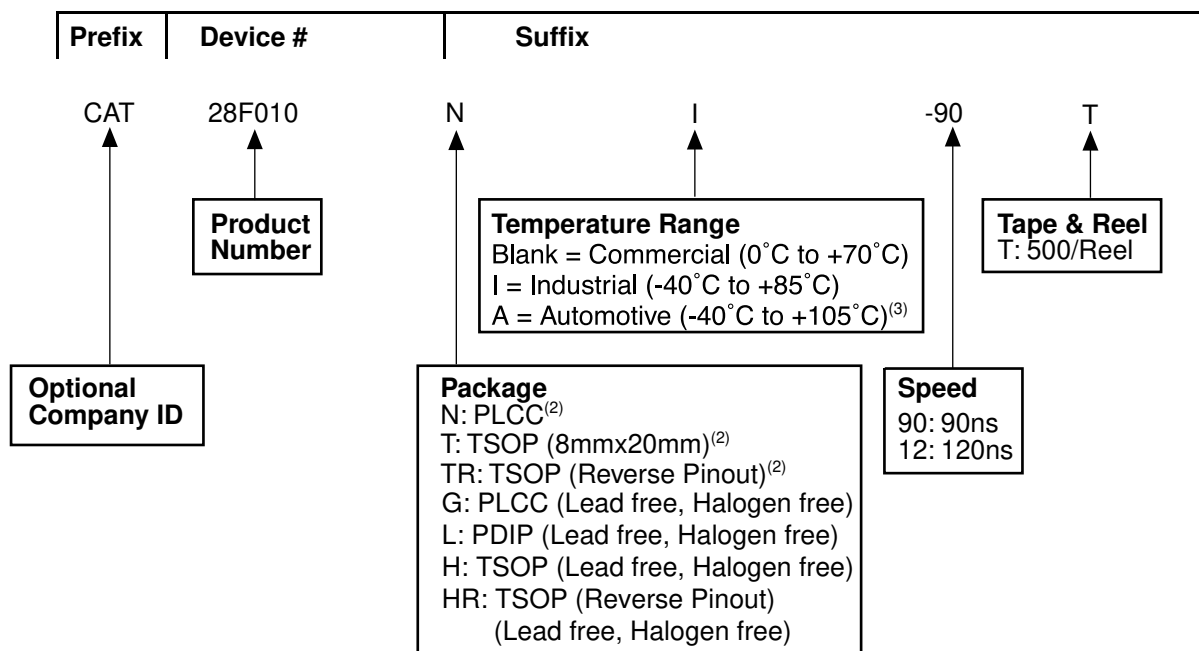 Prefix Device # Suffix
CAT 28F010 N I -90 T
Product
Number
Temperature Range
Blank = Commercial (0˚C to +70˚C)
I = Industrial (-40˚C to +85˚C)
A = Automotive (-40˚C to +105˚C)(3)
Tape & Reel
T: 500/Reel
Optional
Company ID
Package
N: PLCC(2)
T: TSOP (8mmx20mm)(2)
TR: TSOP (Reverse Pinout)(2)
G: PLCC (Lead free, Halogen free)
L: PDIP (Lead free, Halogen free)
H: TSOP (Lead free, Halogen free)
HR: TSOP (Reverse Pinout)
(Lead free, Halogen free)
Speed
90: 90ns
12: 120ns